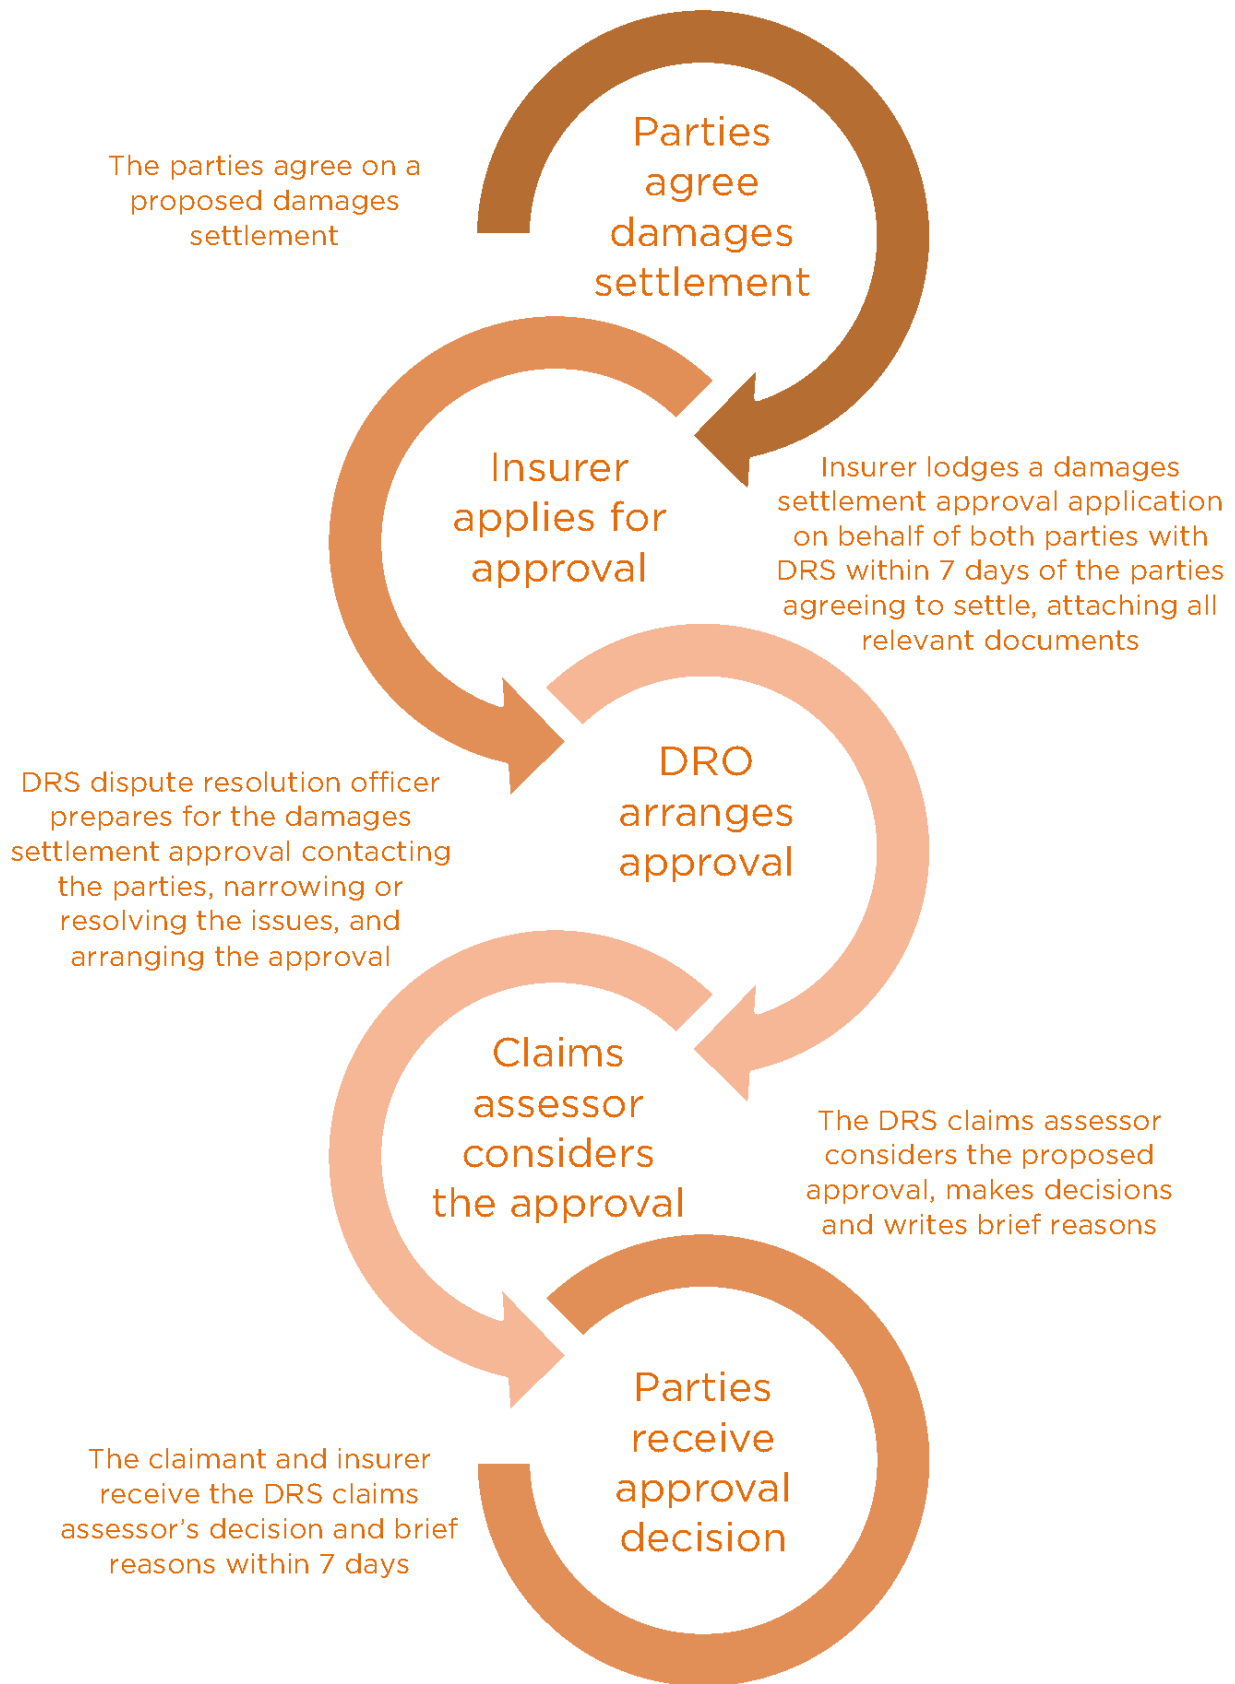 The parties agree on a
proposed damages
settlement
Parties
agree
damages
settlement
Insurer
applies for
approval
Insurer lodges a damages
settlement approval application
on behalf of both parties with
DRS within 7 days of the parties
agreeing to settle, attaching all
relevant documents
DRS dispute resolution officer
prepares for the damages
settlement approval contacting
the parties, narrowing or
resolving the issues, and
arranging the approval
DRO
arranges
approval
Claims
assessor
considers
the approval
The DRS claims assessor
considers the proposed
approval, makes decisions
and writes brief reasons
The claimant and insurer
receive the DRS claims
assessor’s decision and brief
reasons within 7 days
Parties
receive
approval
decision